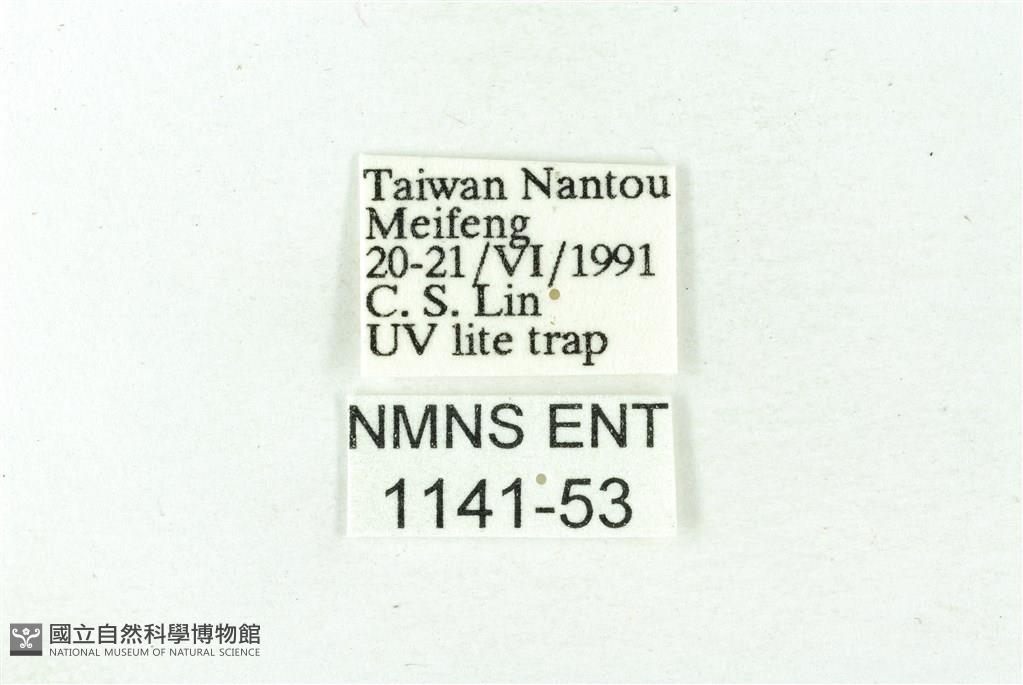 Taiwan Nantou
Meifeng
20-21/VI/1991
C. S. Lin
UV lite trap
NMNS ENT
1141-53
國立自然科學博物館
NATIONAL MUSEUM OF NATURAL SCIENCE